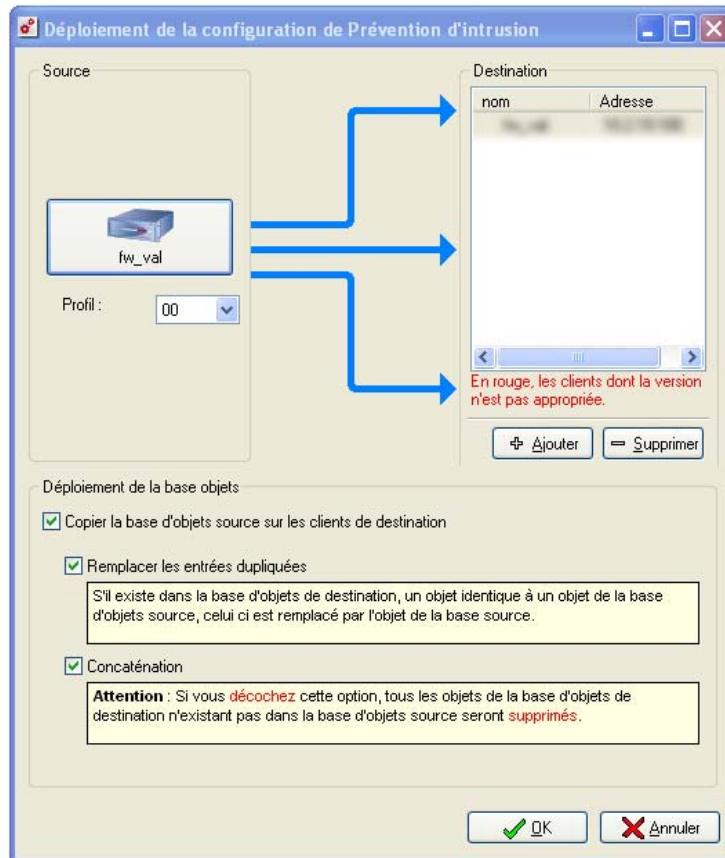 Déploiement de la configuration de Prévention d'intrusion
Source
Destination
nom Adresse
fw_val
Profil :
00
En rouge, les clients dont la version
n'est pas appropriée.
Ajouter
Supprimer
Déploiement de la base objets
Copier la base d'objets source sur les clients de destination
Remplacer les entrées dupliquées
S'il existe dans la base d'objets de destination, un objet identique à un objet de la base
d'objets source, celui ci est remplacé par l'objet de la base source.
Concaténation
Attention : Si vous décochez cette option, tous les objets de la base d'objets de
destination n'existant pas dans la base d'objets source seront supprimés.
OK
Annuler